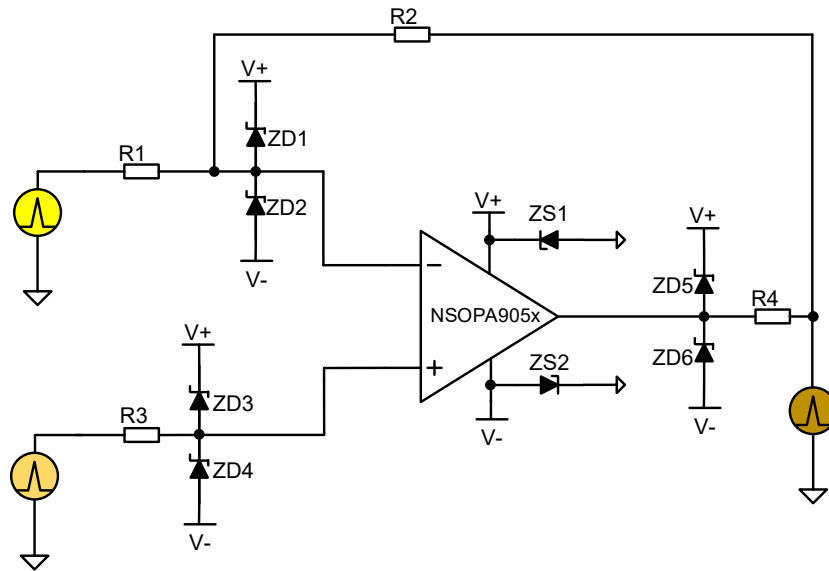 R2
V+
ZD1
R1
ZD2
V-
V+
ZS1
NSOPA905x
V+
ZD5
R4
ZD6
V-
ZS2
V-
V+
ZD3
R3
ZD4
V-